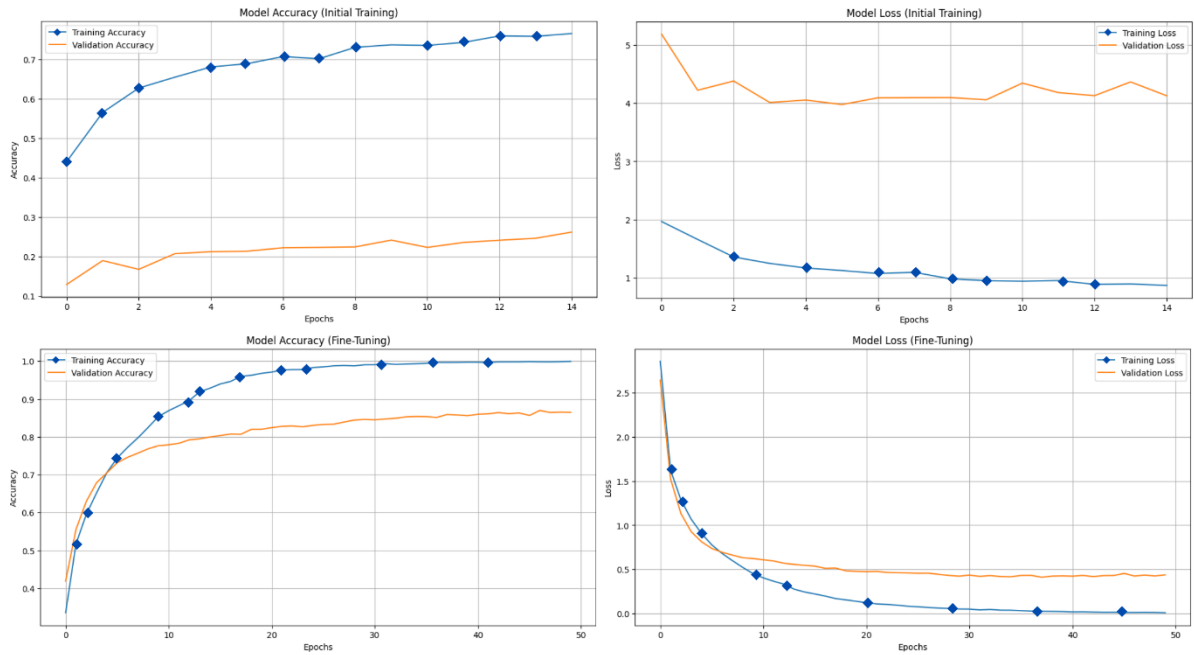 Model Accuracy (Initial Training)
Training Accuracy
Validation Accuracy
0.7
0.6
0.5
0.4
0.3
0.2
0.1
Accuracy
0 2 4 6 8 10 12 14
Epochs
Model Loss (Initial Training)
Training Loss
Validation Loss
5
4
3
2
1
Loss
0 2 4 6 8 10 12 14
Epochs
Model Accuracy (Fine-Tuning)
Training Accuracy
Validation Accuracy
1.0
0.9
0.8
0.7
0.6
0.5
0.4
Accuracy
0 10 20 30 40 50
Epochs
Model Loss (Fine-Tuning)
Training Loss
Validation Loss
2.5
2.0
1.5
1.0
0.5
0.0
Loss
0 10 20 30 40 50
Epochs